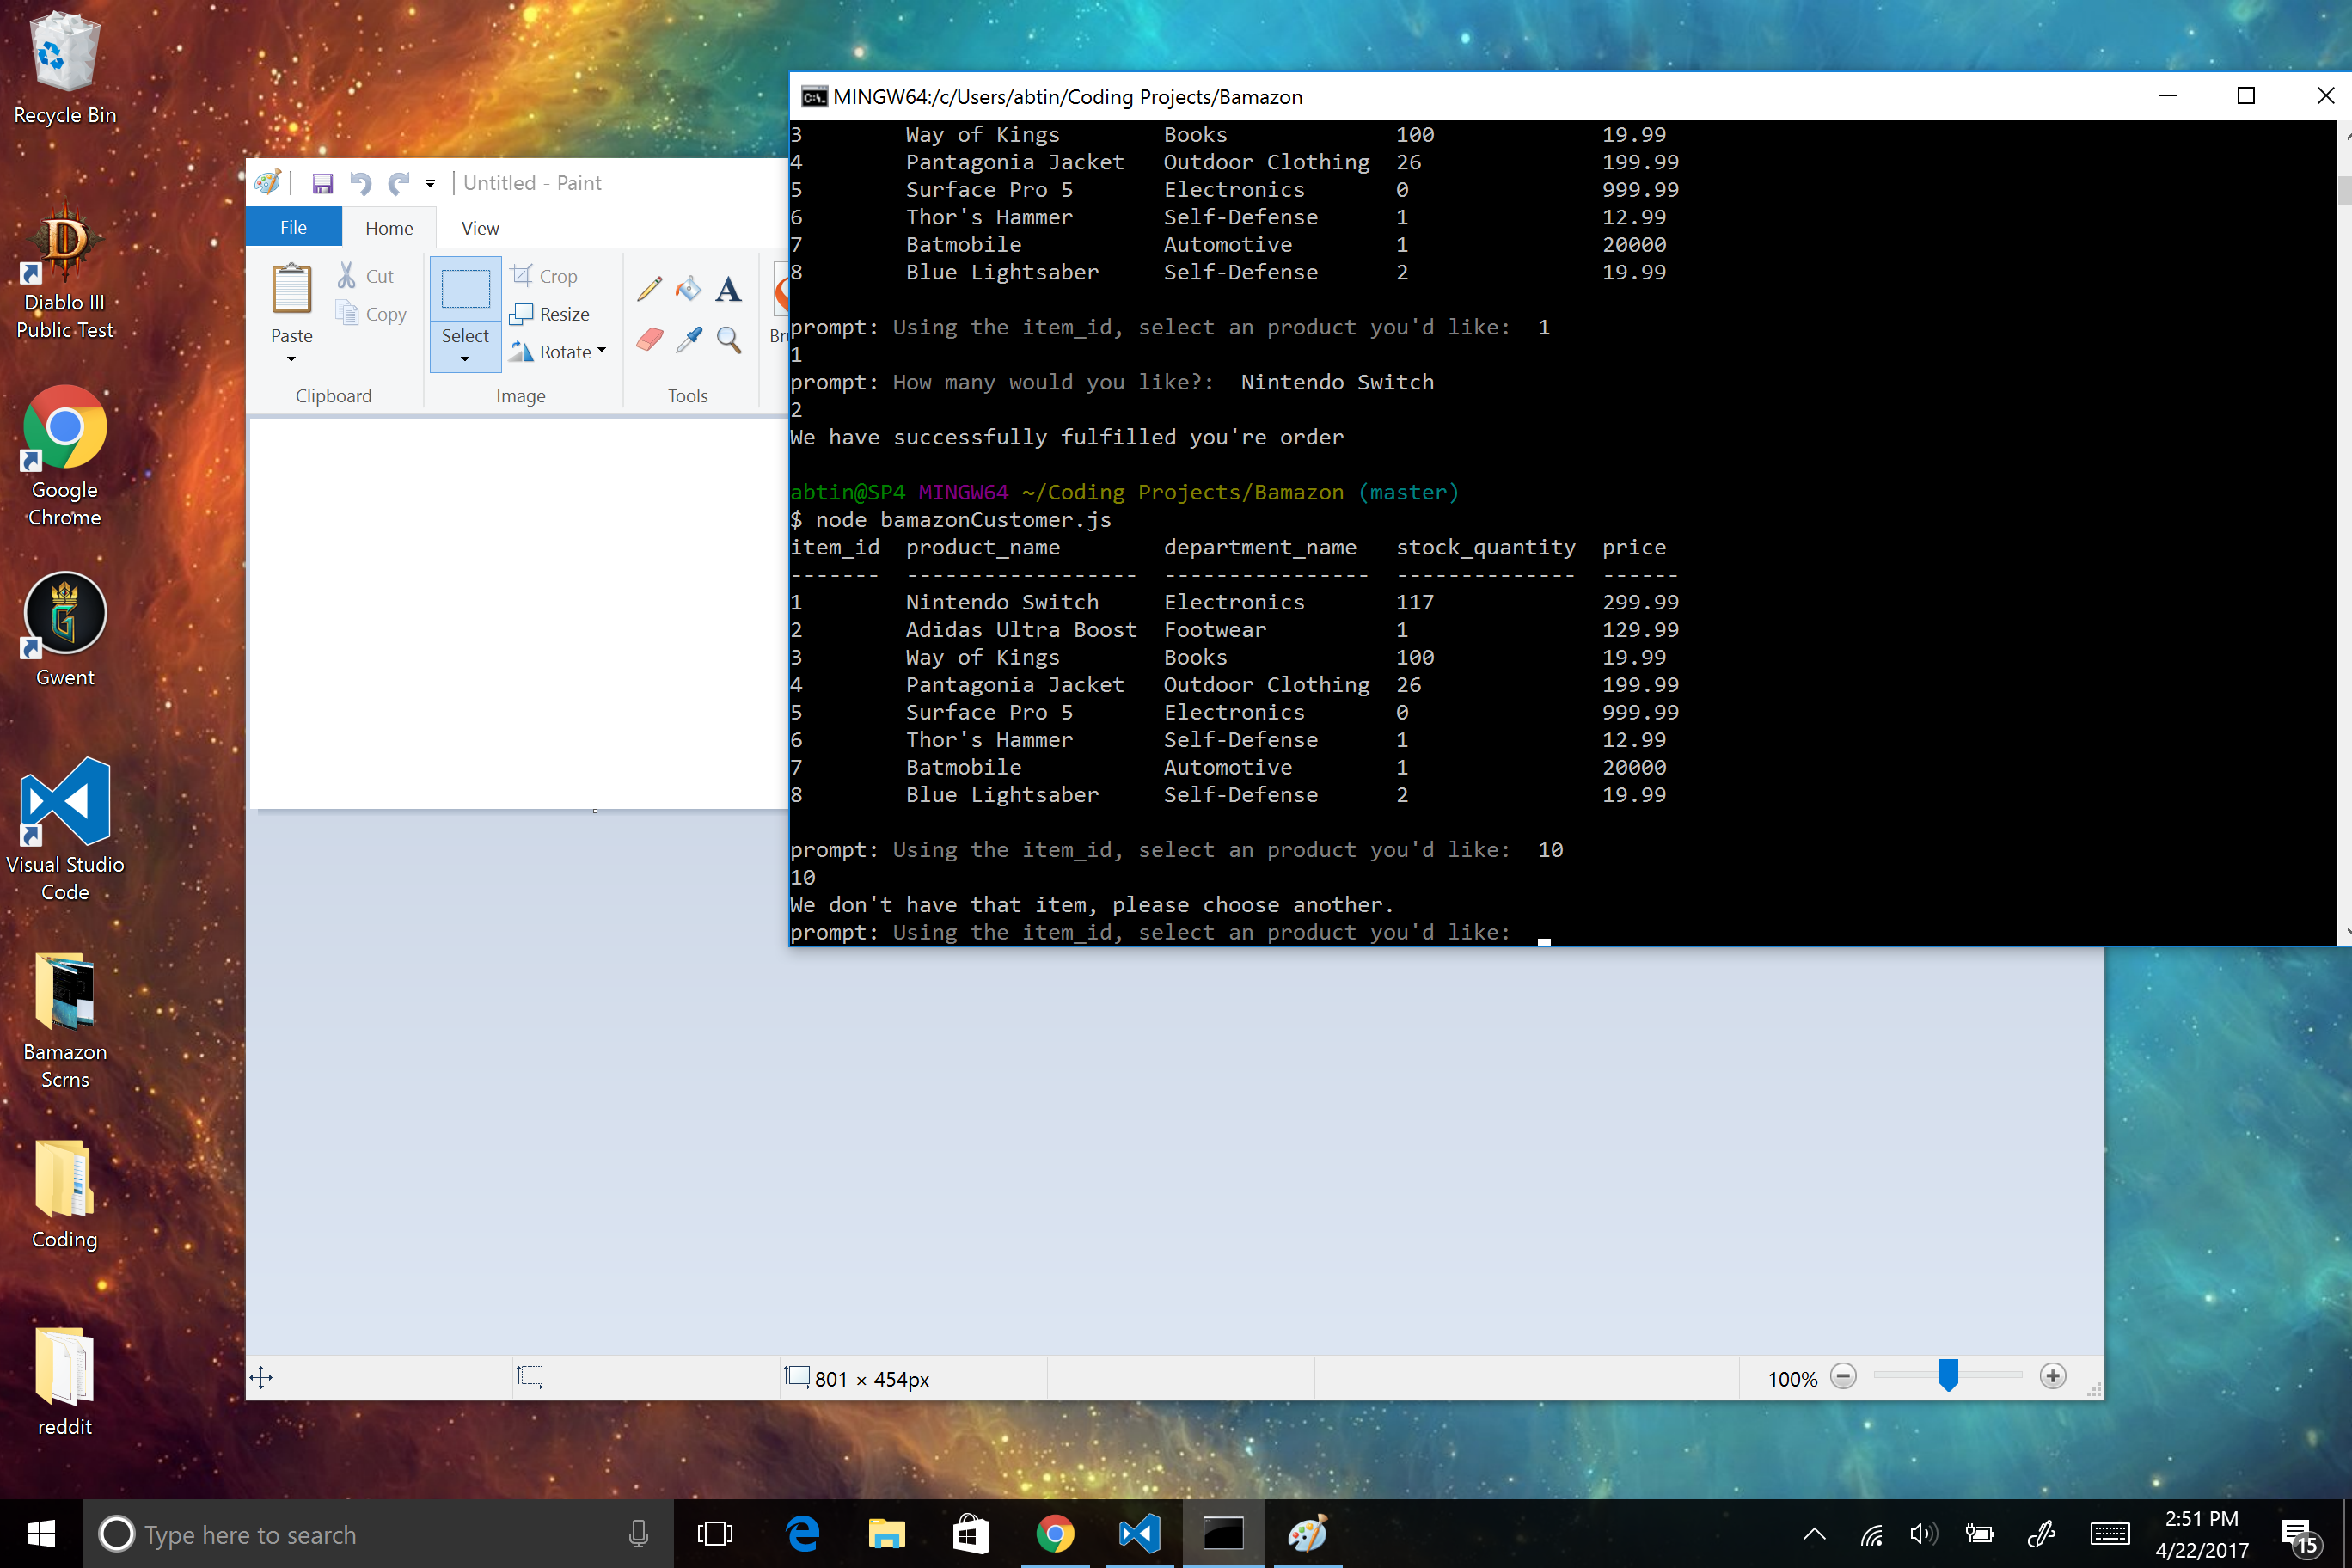 Recycle Bin
Diablo III
Public Test
Google
Chrome
Gwent
Visual Studio
Code
Bamazon
Scrns
Coding
reddit
Untitled - Paint
File Home View
Paste
Cut
Copy
Clipboard
Select
Crop
Resize
Rotate
Image
A
Tools
801 × 454px
100%
MINGW64:/c/Users/abtin/Coding Projects/Bamazon
3 Way of Kings Books 100 19.99
4 Pantagonia Jacket Outdoor Clothing 26 199.99
5 Surface Pro 5 Electronics 0 999.99
6 Thor's Hammer Self-Defense 1 12.99
7 Batmobile Automotive 1 20000
8 Blue Lightsaber Self-Defense 2 19.99
prompt: Using the item_id, select an product you'd like: 1
1
prompt: How many would you like?: Nintendo Switch
2
We have successfully fulfilled you're order
abtin@SP4 MINGW64 ~/Coding Projects/Bamazon (master)
$ node bamazonCustomer.js
item_id product_name department_name stock_quantity price
------- ------------------ ---------------- -------------- ------
1 Nintendo Switch Electronics 117 299.99
2 Adidas Ultra Boost Footwear 1 129.99
3 Way of Kings Books 100 19.99
4 Pantagonia Jacket Outdoor Clothing 26 199.99
5 Surface Pro 5 Electronics 0 999.99
6 Thor's Hammer Self-Defense 1 12.99
7 Batmobile Automotive 1 20000
8 Blue Lightsaber Self-Defense 2 19.99
prompt: Using the item_id, select an product you'd like: 10
10
We don't have that item, please choose another.
prompt: Using the item_id, select an product you'd like:
Type here to search
2:51 PM
4/22/2017
15